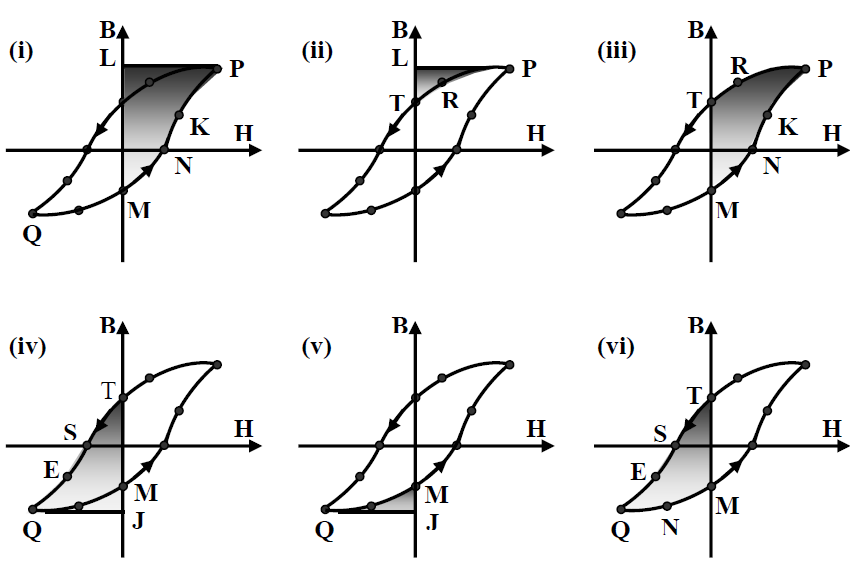 (i) B L P K H N M Q
(ii) B L P T R H
(iii) B R P T K H N M
(iv) B T S H E M Q J
(v) B H M Q J
(vi) B T S H E M Q N